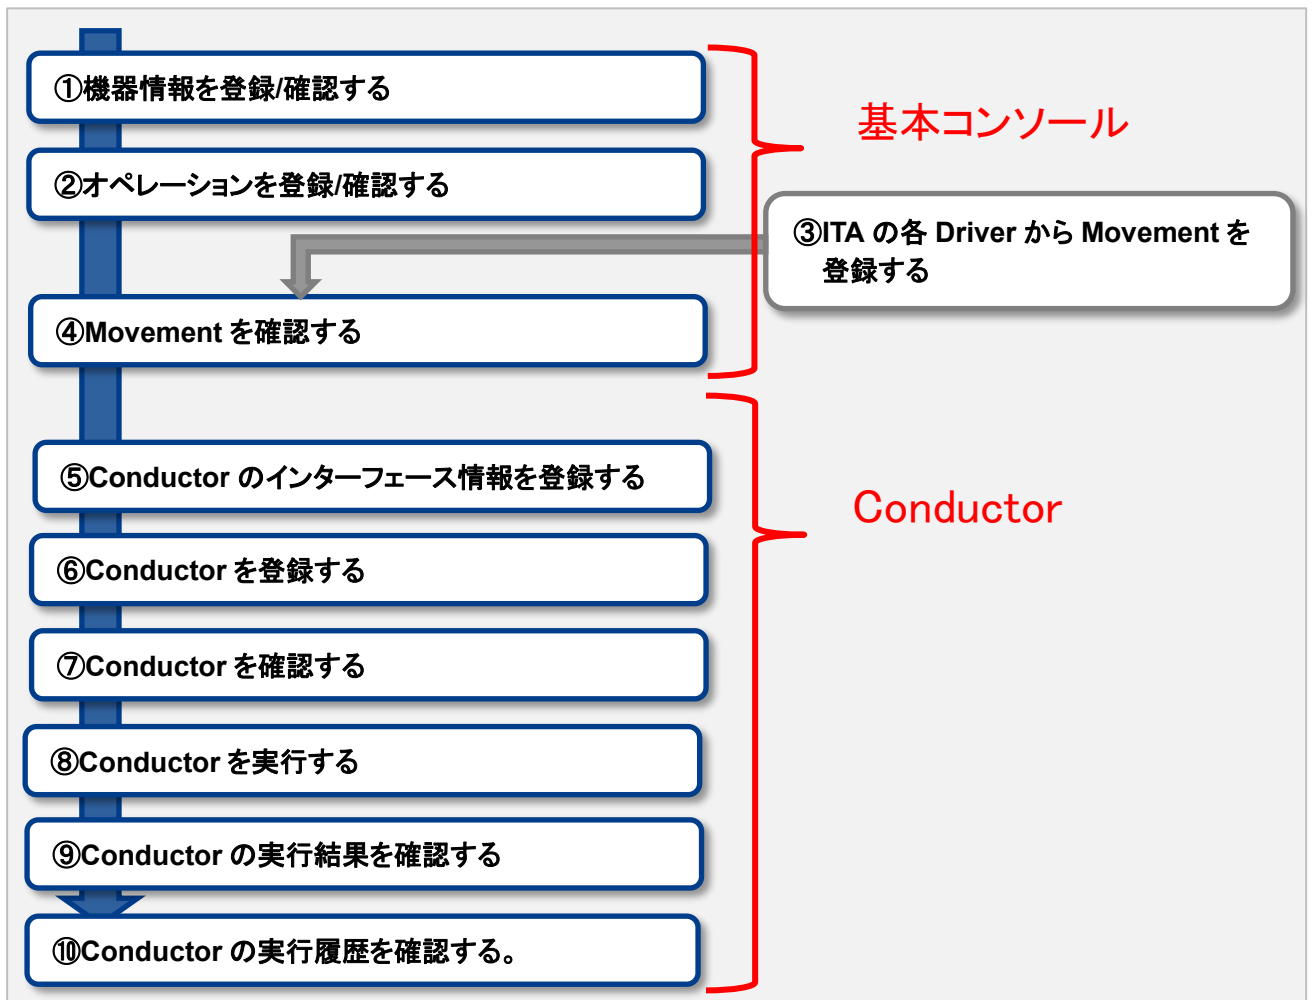 ①機器情報を登録/確認する
基本コンソール
②オペレーションを登録/確認する
③ITA の各 Driver から Movement を
登録する
④Movement を確認する
⑤Conductor のインターフェース情報を登録する
Conductor
⑥Conductor を登録する
⑦Conductor を確認する
⑧Conductor を実行する
⑨Conductor の実行結果を確認する
⑩Conductor の実行履歴を確認する。